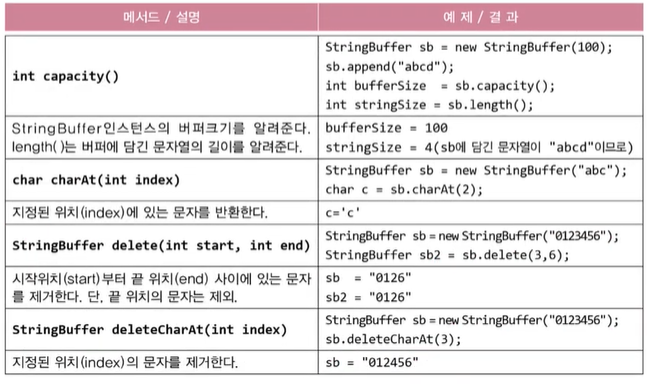 메서드 / 설명
예 제 / 결 과
int capacity()
StringBuffer sb = new StringBuffer(100);
sb.append("abcd");
int bufferSize = sb.capacity();
int stringSize = sb.length();
StringBuffer인스턴스의 버퍼크기를 알려준다.
length()는 버퍼에 담긴 문자열의 길이를 알려준다.
bufferSize = 100
stringSize = 4(sb에 담긴 문자열이 "abcd"이므로)
char charAt(int index)
StringBuffer sb = new StringBuffer("abc");
char c = sb.charAt(2);
지정된 위치(index)에 있는 문자를 반환한다.
c='c'
StringBuffer delete(int start, int end)
StringBuffer sb = new StringBuffer("0123456");
StringBuffer sb2 = sb.delete(3,6);
시작위치(start)부터 끝 위치(end) 사이에 있는 문자
를 제거한다. 단, 끝 위치의 문자는 제외.
sb = "0126"
sb2 = "0126"
StringBuffer deleteCharAt(int index)
StringBuffer sb = new StringBuffer("0123456");
sb.deleteCharAt(3);
지정된 위치(index)의 문자를 제거한다.
sb = "012456"